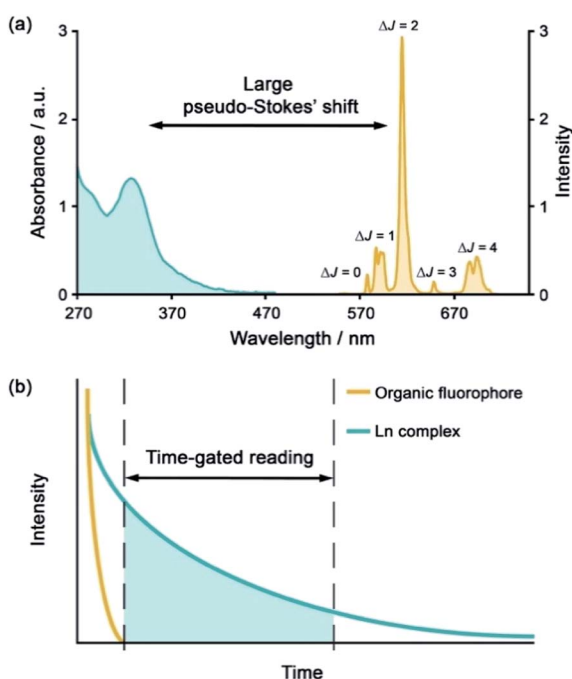 (a)
3
2
1
0
Absorbance / a.u.
Large
pseudo-Stokes' shift
ΔJ = 0
ΔJ = 1
ΔJ = 2
ΔJ = 3
ΔJ = 4
3
2
1
0
Intensity
270
370
470
570
670
Wavelength / nm
(b)
Organic fluorophore
Ln complex
Time-gated reading
Intensity
Time